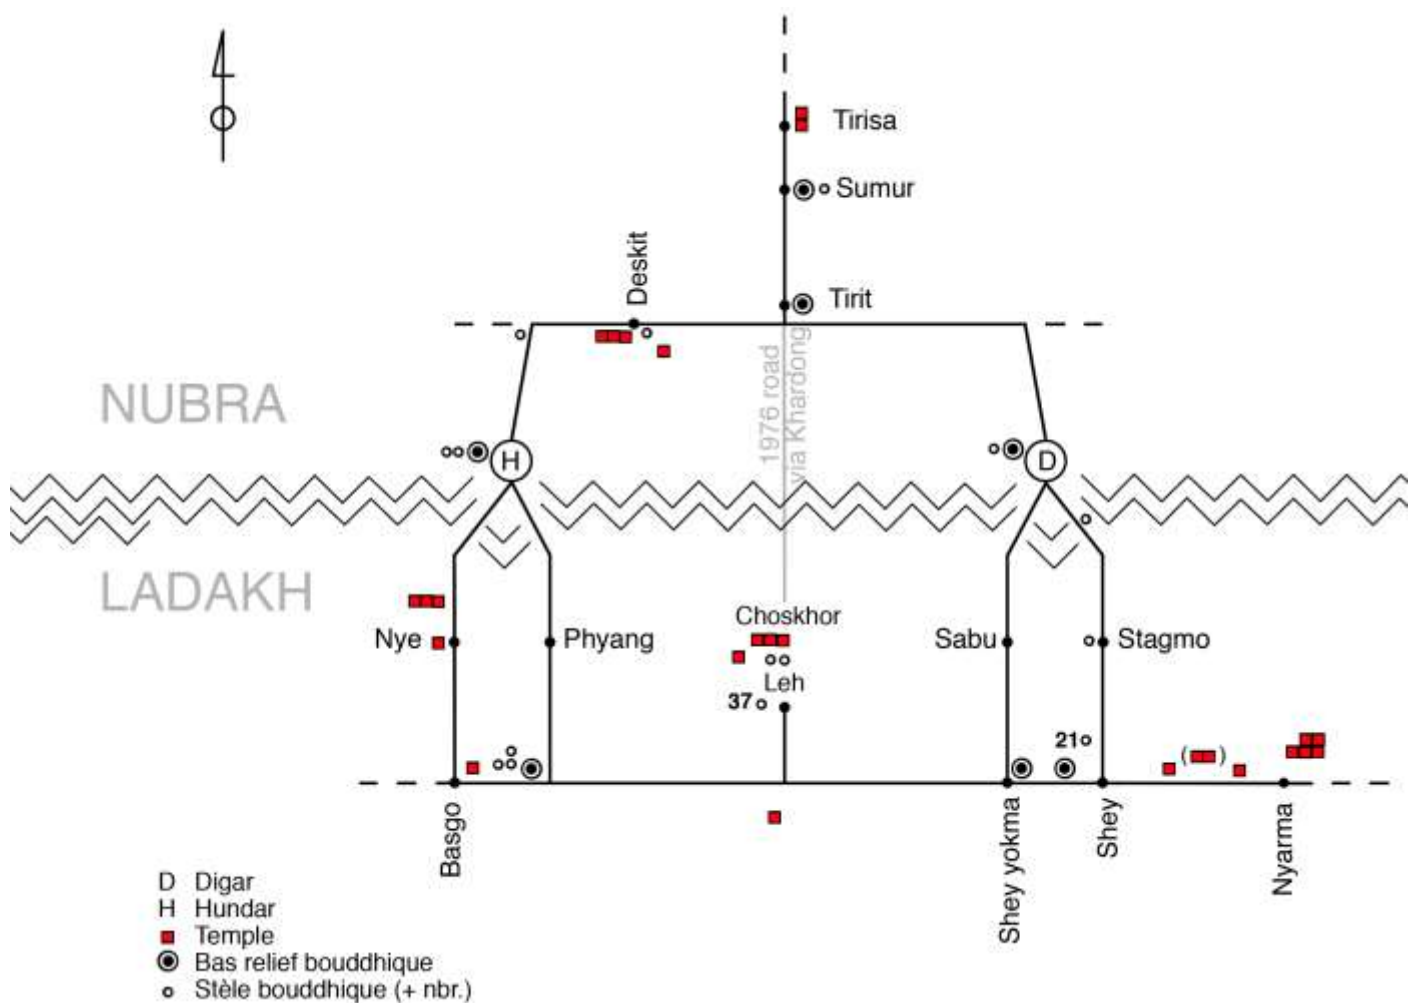 Tirisa
Sumur
Tirit
Deskit
1976 road
via Khardong
NUBRA
H
D
LADAKH
Choskhor
Nye
Phyang
Sabu
Stagmo
Leh
37
21
( )
Basgo
Shey yokma
Shey
Nyarma
D Digar
H Hundar
Temple
Bas relief bouddhique
Stèle bouddhique (+ nbr.)